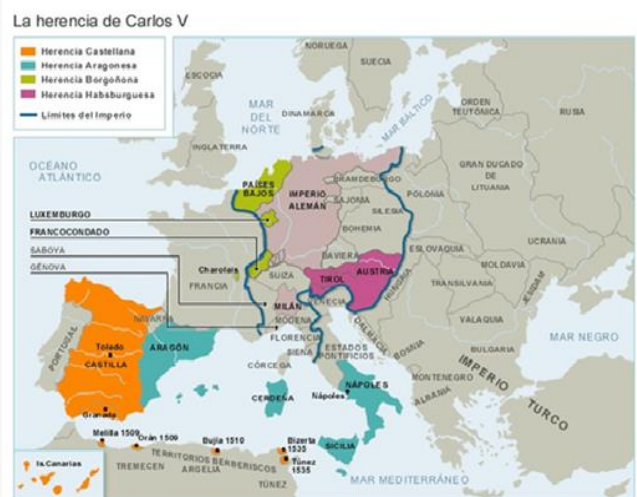 La herencia de Carlos V
Herencia Castellana
Herencia Aragonesa
Herencia Borgoñona
Herencia Habsburguesa
Límites del Imperio
NORUEGA
SUECIA
ESCOCIA
MAR
DEL
NORTE
DINAMARCA
MAR BÁLTICO
ORDEN
TEUTÓNICA
RUSIA
INGLATERRA
OCÉANO
ATLÁNTICO
GRAN DUCADO
DE
LITUANIA
PAÍSES
BAJOS
IMPERIO
ALEMÁN
BRAMDEBURGO
SAJONIA
SILESIA
POLONIA
LUXEMBURGO
FRANCOCONDADO
SABOYA
GÉNOVA
BOHEMIA
UCRANIA
ESLOVAQUIA
MOLDAVIA
JEDISAM
BAVIERA
Charolais
FRANCIA
SUIZA
TIROL
AUSTRIA
HUNGRÍA
TRANSILVANIA
MILÁN
VENECIA
MÓDENA
VALAQUIA
NAVARRA
FLORENCIA
DALMACIA
BOSNIA
MAR NEGRO
PORTUGAL
Toledo
CASTILLA
ARAGÓN
SIENA
ESTADOS
PONTIFICIOS
BULGARIA
CÓRCEGA
MONTENEGRO
IMPERIO
TURCO
ALBANIA
CERDEÑA
NÁPOLES
Nápoles
Granada
Melilla 1509
Orán 1509
Bujía 1510
Bizerta
1535
Túnez
1535
SICILIA
Is.Canarias
TREMECEN
TERRITORIOS BERBERISCOS
ARGELIA
TÚNEZ
MAR MEDITERRÁNEO